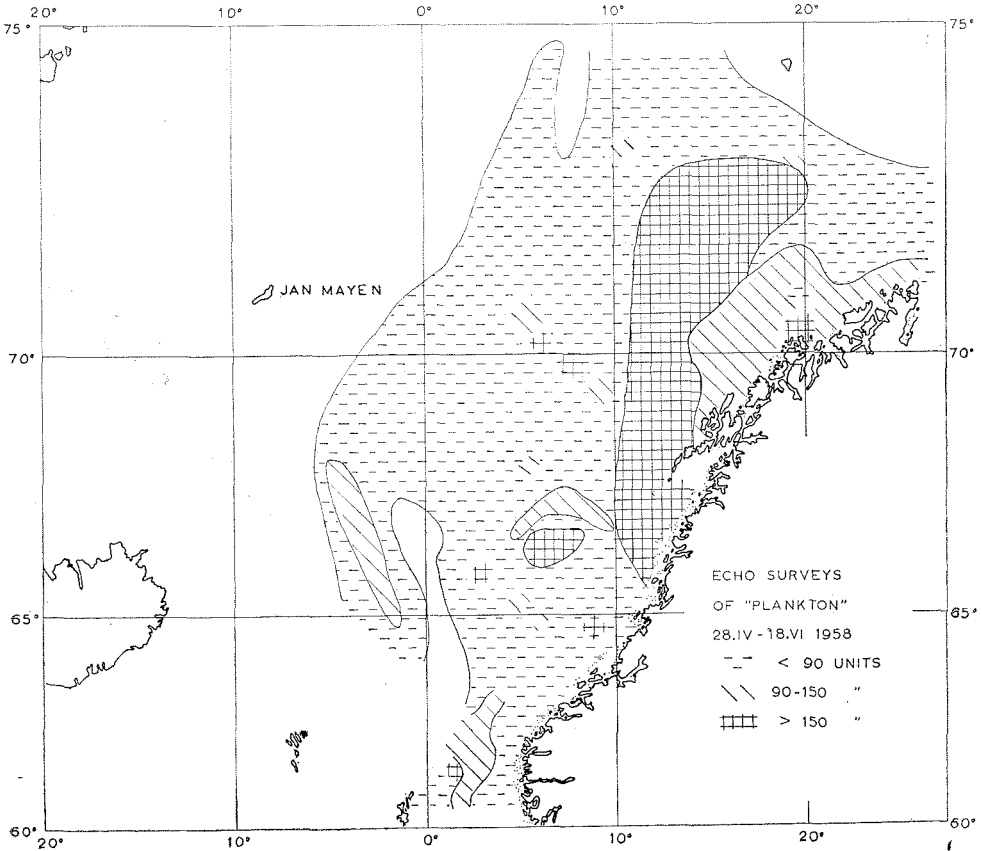 20° 10° 0° 10° 20°
75° 75°
JAN MAYEN
70° 70°
ECHO SURVEYS
OF "PLANKTON"
28.IV-18.VI 1958
< 90 UNITS
90-150 "
> 150 "
65° 65°
60° 60°
20° 10° 0° 10° 20°